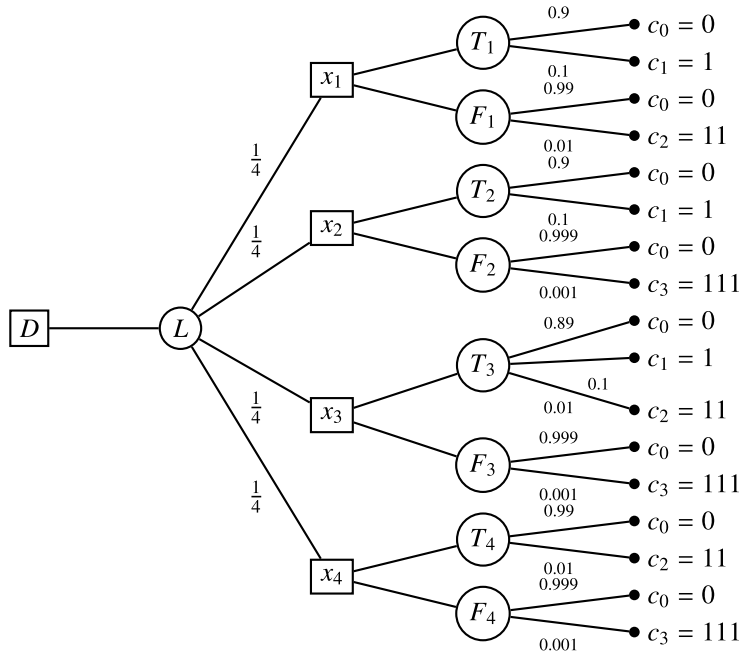 0.9
c₀ = 0
T₁
c₁ = 1
x₁
0.1
0.99
c₀ = 0
F₁
c₂ = 11
0.01
1/4
0.9
c₀ = 0
T₂
c₁ = 1
x₂
0.1
1/4
0.999
c₀ = 0
F₂
c₃ = 111
0.001
D
L
0.89
c₀ = 0
T₃
c₁ = 1
0.1
1/4
x₃
0.01
c₂ = 11
0.999
c₀ = 0
F₃
c₃ = 111
1/4
0.001
0.99
c₀ = 0
T₄
c₂ = 11
x₄
0.01
0.999
c₀ = 0
F₄
c₃ = 111
0.001